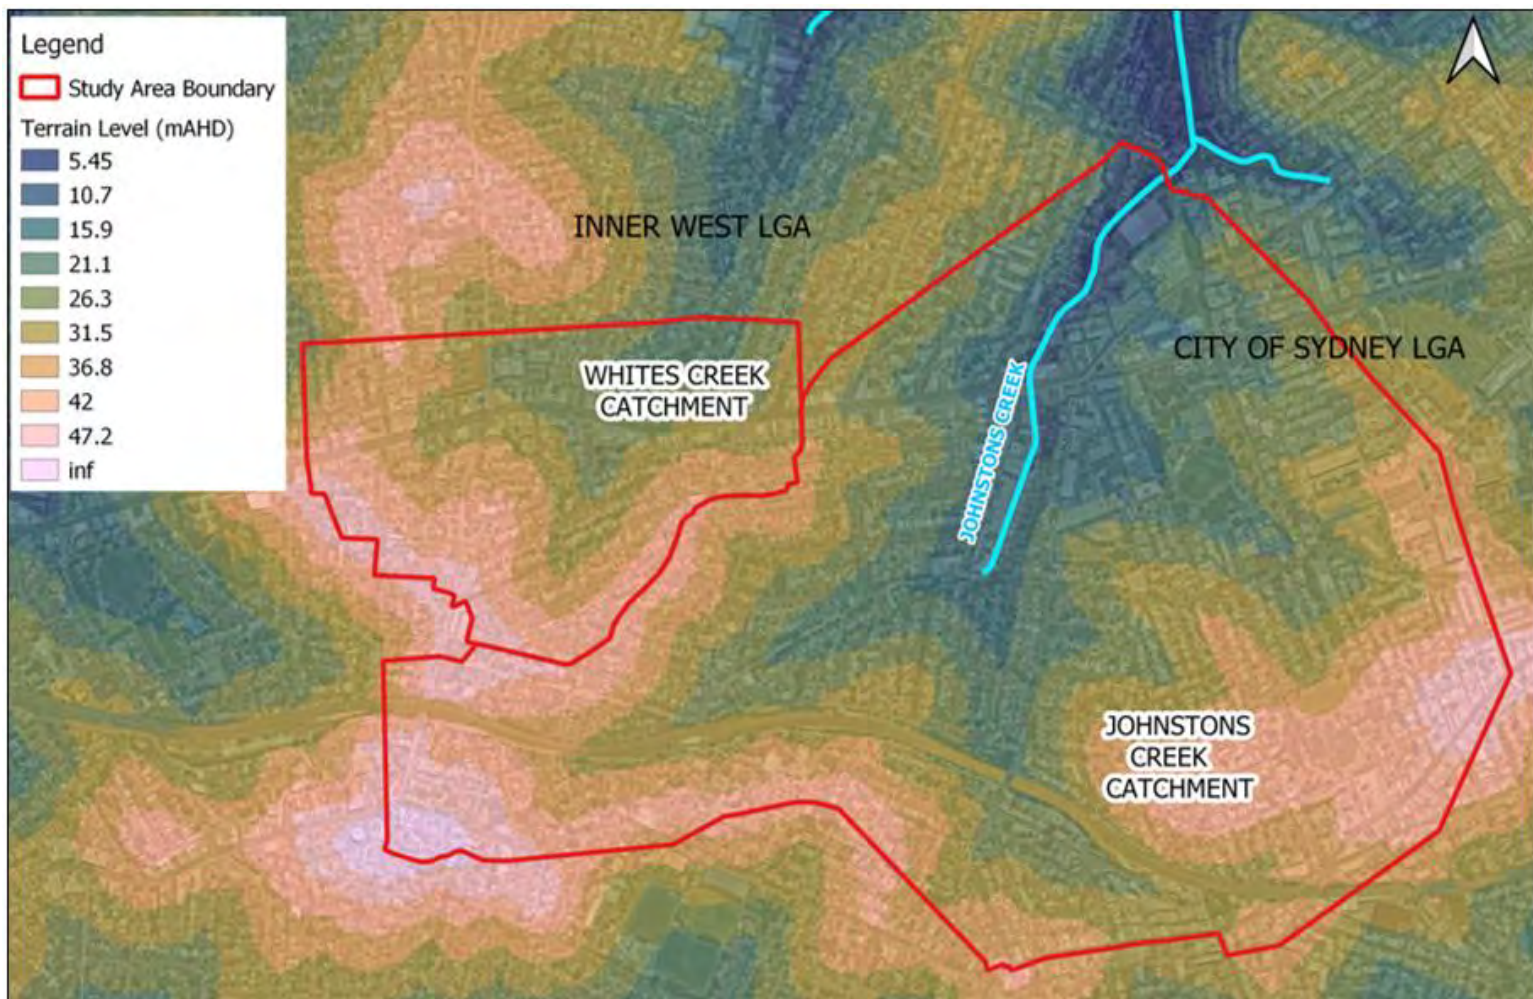 Legend
Study Area Boundary
Terrain Level (mAHD)
5.45
10.7
15.9
21.1
26.3
31.5
36.8
42
47.2
inf
INNER WEST LGA
CITY OF SYDNEY LGA
WHITES CREEK
CATCHMENT
JOHNSTONS CREEK
JOHNSTONS
CREEK
CATCHMENT